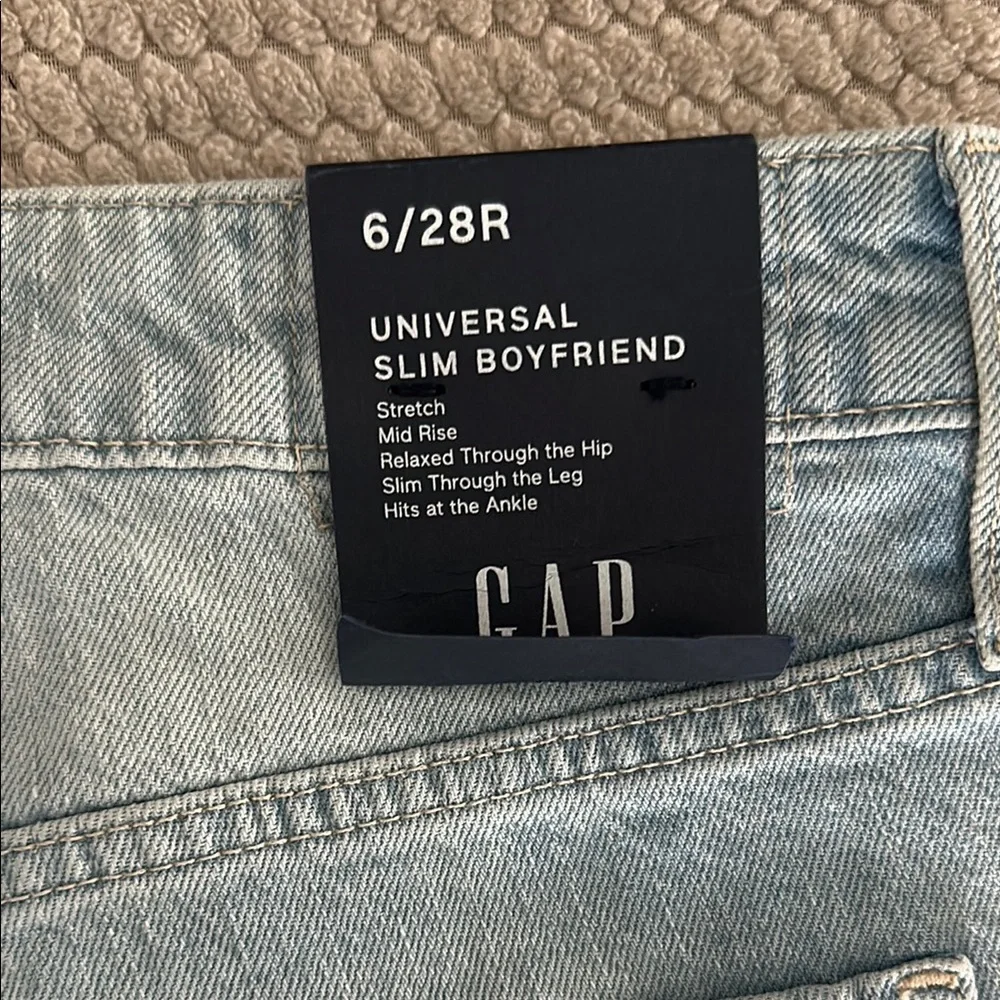 6/28R
UNIVERSAL
SLIM BOYFRIEND
Stretch
Mid Rise
Relaxed Through the Hip
Slim Through the Leg
Hits at the Ankle
GAP